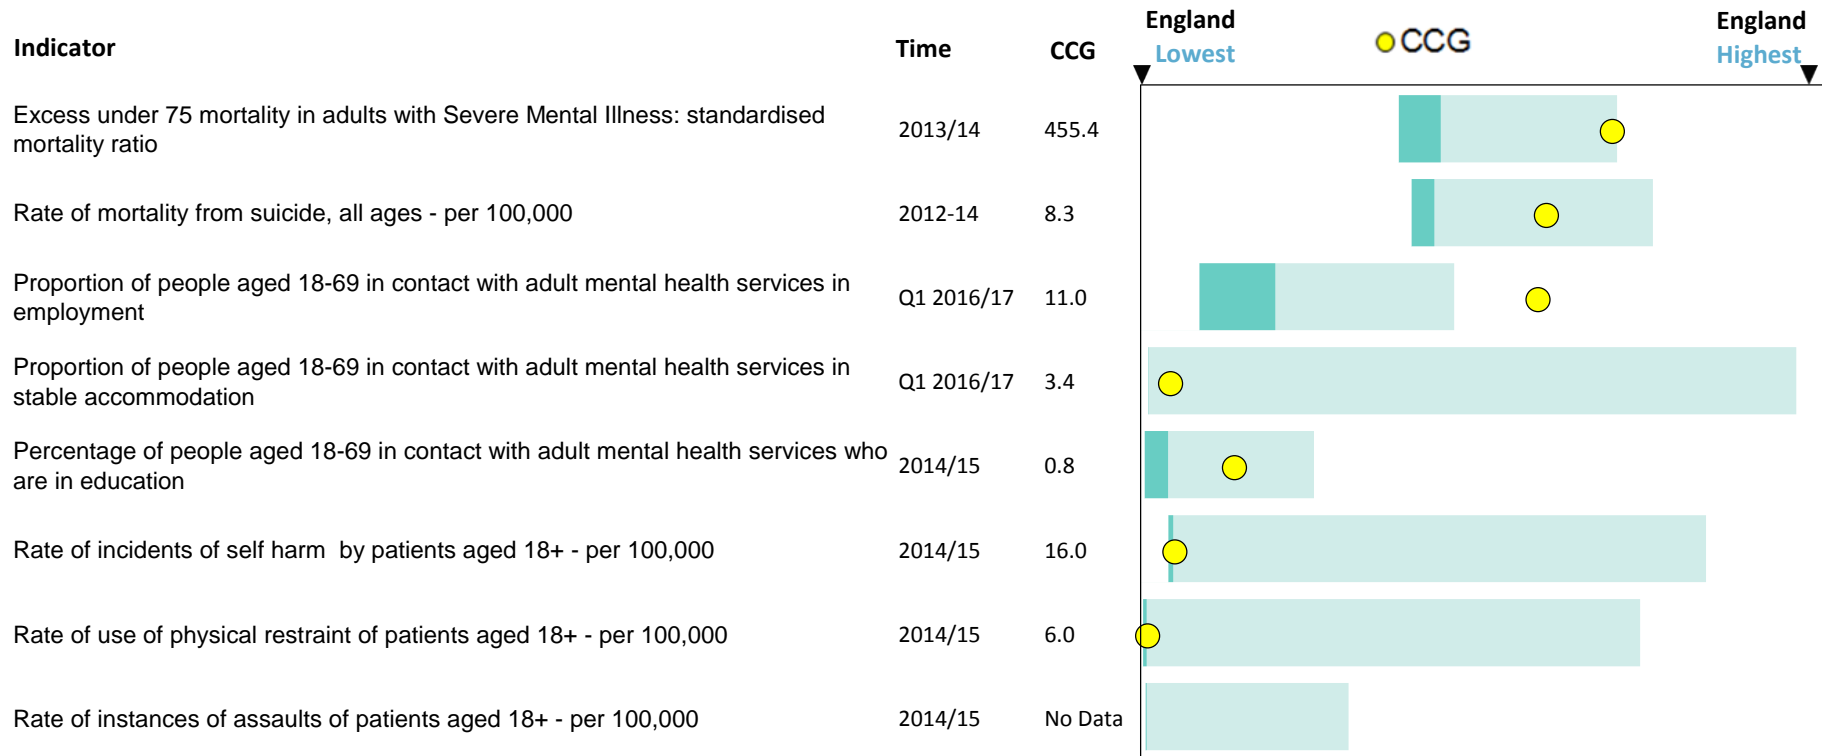 Indicator Time CCG England Lowest CCG England Highest
Excess under 75 mortality in adults with Severe Mental Illness: standardised
mortality ratio
2013/14 455.4
Rate of mortality from suicide, all ages - per 100,000 2012-14 8.3
Proportion of people aged 18-69 in contact with adult mental health services in
employment
Q1 2016/17 11.0
Proportion of people aged 18-69 in contact with adult mental health services in
stable accommodation
Q1 2016/17 3.4
Percentage of people aged 18-69 in contact with adult mental health services who
are in education
2014/15 0.8
Rate of incidents of self harm  by patients aged 18+ - per 100,000 2014/15 16.0
Rate of use of physical restraint of patients aged 18+ - per 100,000 2014/15 6.0
Rate of instances of assaults of patients aged 18+ - per 100,000 2014/15 No Data